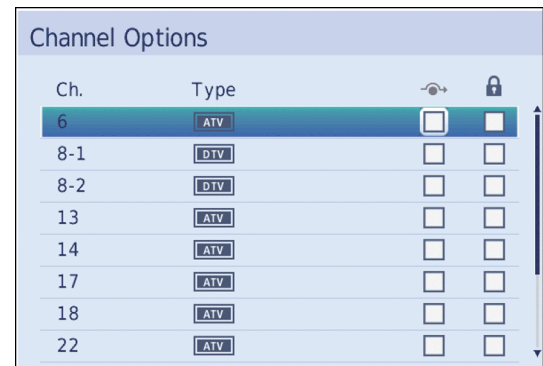 Channel Options
Ch. Type
6 ATV
8-1 DTV
8-2 DTV
13 ATV
14 ATV
17 ATV
18 ATV
22 ATV